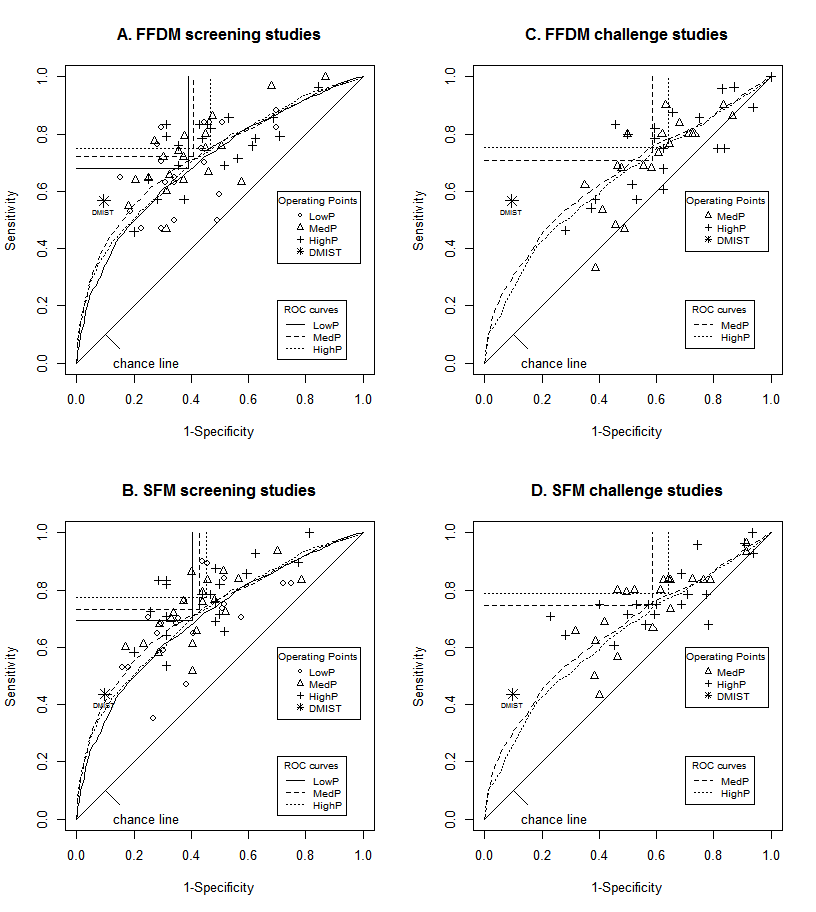 A. FFDM screening studies
Sensitivity
1.0
0.8
0.6
0.4
0.2
0.0
DMIST
Operating Points
LowP
MedP
HighP
DMIST
ROC curves
LowP
MedP
HighP
chance line
0.0 0.2 0.4 0.6 0.8 1.0
1-Specificity
C. FFDM challenge studies
Sensitivity
1.0
0.8
0.6
0.4
0.2
0.0
DMIST
Operating Points
MedP
HighP
DMIST
ROC curves
MedP
HighP
chance line
0.0 0.2 0.4 0.6 0.8 1.0
1-Specificity
B. SFM screening studies
Sensitivity
1.0
0.8
0.6
0.4
0.2
0.0
DMIST
Operating Points
LowP
MedP
HighP
DMIST
ROC curves
LowP
MedP
HighP
chance line
0.0 0.2 0.4 0.6 0.8 1.0
1-Specificity
D. SFM challenge studies
Sensitivity
1.0
0.8
0.6
0.4
0.2
0.0
DMIST
Operating Points
MedP
HighP
DMIST
ROC curves
MedP
HighP
chance line
0.0 0.2 0.4 0.6 0.8 1.0
1-Specificity